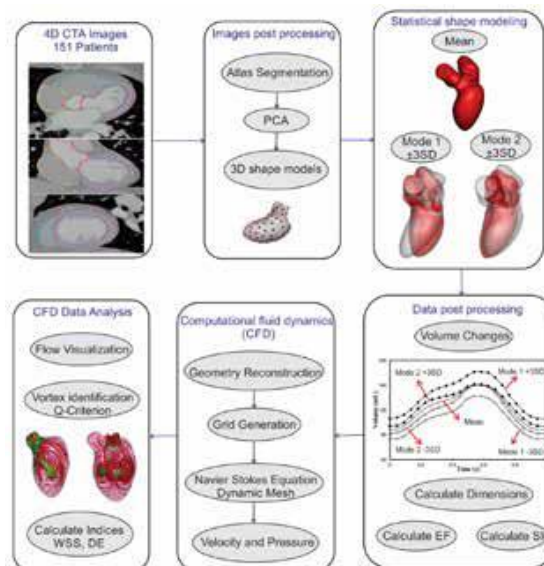 4D CTA Images
151 Patients
Images post processing
Atlas Segmentation
PCA
3D shape models
Statistical shape modeling
Mean
Mode 1
±3SD
Mode 2
±3SD
CFD Data Analysis
Flow Visualization
Vortex identification
Q-Criterion
Calculate Indices
WSS, DE
Computational fluid dynamics
(CFD)
Geometry Reconstruction
Grid Generation
Navier Stokes Equation
Dynamic Mesh
Velocity and Pressure
Data post processing
Volume Changes
Mode 2 +3SD
Mode 1 +3SD
Mean
Mode 2 -3SD
Mode 1 -3SD
Time (s)
Calculate Dimensions
Calculate EF
Calculate SI